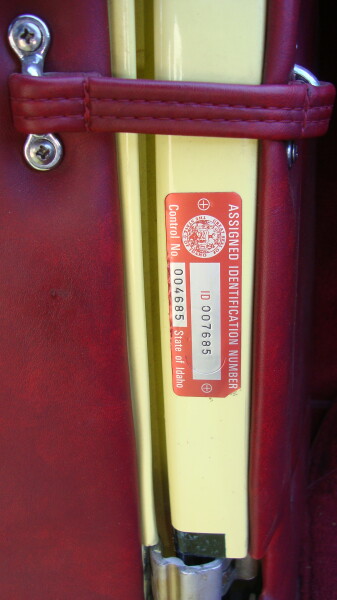 ASSIGNED IDENTIFICATION NUMBER
ID 007685
Control No. 004685 State of Idaho